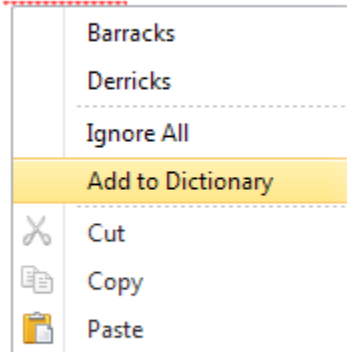 Barracks
Derricks
Ignore All
Add to Dictionary
Cut
Copy
Paste